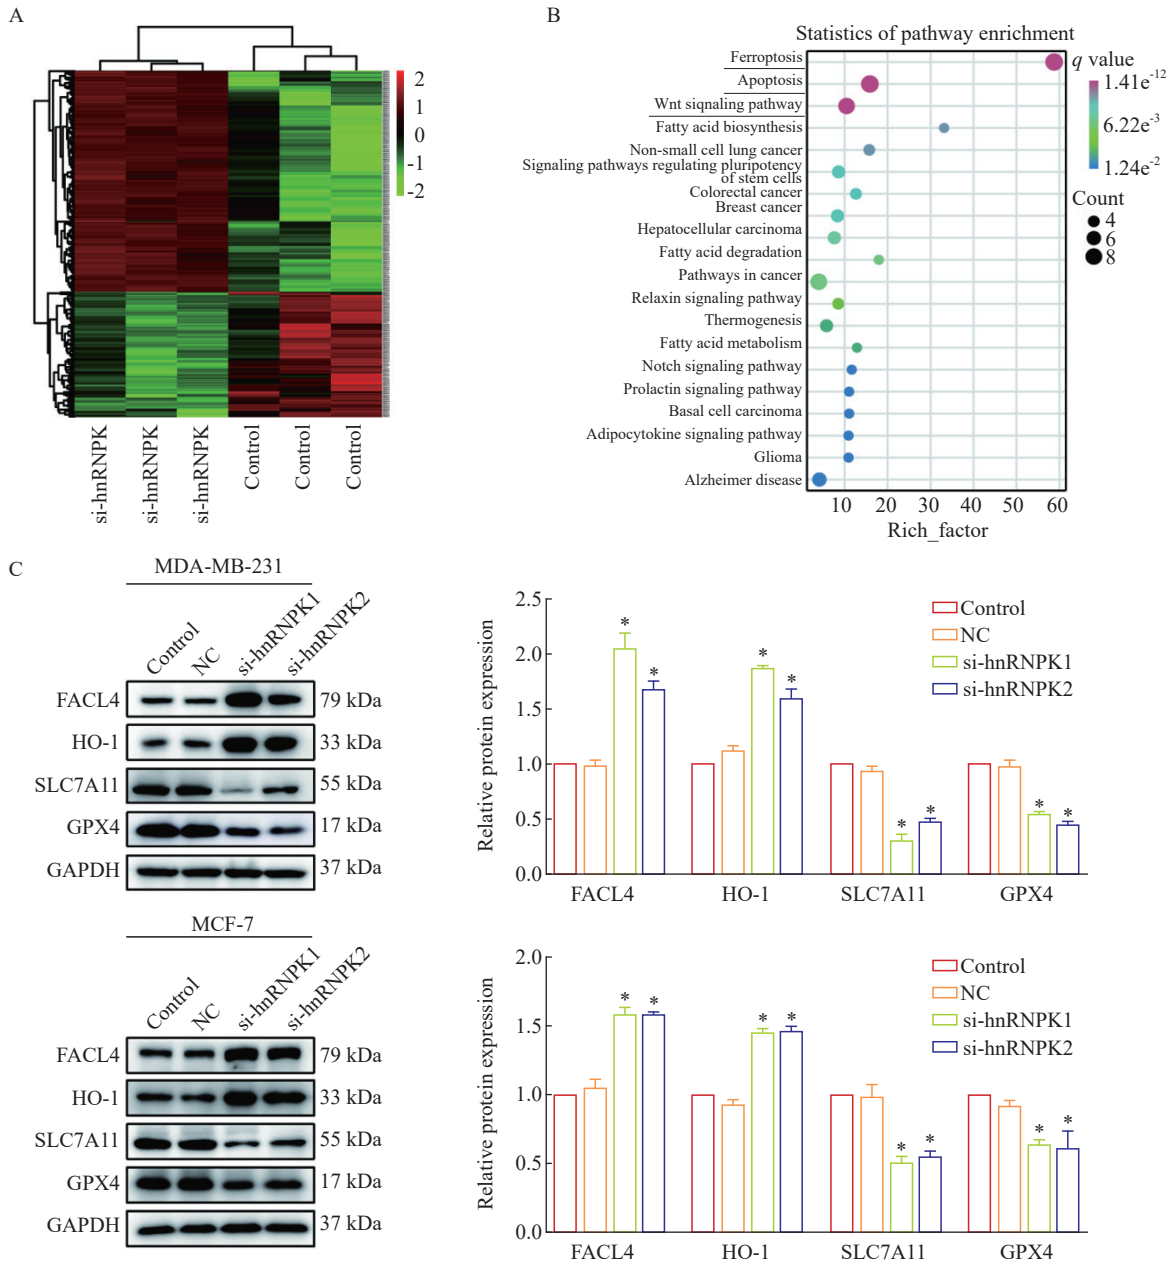 A
2
1
0
-1
-2
si-hnRNPK
si-hnRNPK
si-hnRNPK
Control
Control
Control
B
Statistics of pathway enrichment
Ferroptosis
Apoptosis
Wnt siqnaling pathway
Fatty acid biosynthesis
Non-small cell lung cancer
Signaling pathways regulating pluripotency
of stem cells
Colorectal cancer
Breast cancer
Hepatocellular carcinoma
Fatty acid degradation
Pathways in cancer
Relaxin signaling pathway
Thermogenesis
Fatty acid metabolism
Notch signaling pathway
Prolactin signaling pathway
Basal cell carcinoma
Adipocytokine signaling pathway
Glioma
Alzheimer disease
10 20 30 40 50 60
Rich_factor
q value
1.41e-12
6.22e-3
1.24e-2
Count
4
6
8
C
MDA-MB-231
Control NC si-hnRNPK1 si-hnRNPK2
FACL4 79 kDa
HO-1 33 kDa
SLC7A11 55 kDa
GPX4 17 kDa
GAPDH 37 kDa
Relative protein expression
2.5
2.0
1.5
1.0
0.5
0.0
* * * * * * * *
FACL4 HO-1 SLC7A11 GPX4
Control
NC
si-hnRNPK1
si-hnRNPK2
MCF-7
Control NC si-hnRNPK1 si-hnRNPK2
FACL4 79 kDa
HO-1 33 kDa
SLC7A11 55 kDa
GPX4 17 kDa
GAPDH 37 kDa
Relative protein expression
2.0
1.5
1.0
0.5
0.0
* * * * * * * *
FACL4 HO-1 SLC7A11 GPX4
Control
NC
si-hnRNPK1
si-hnRNPK2